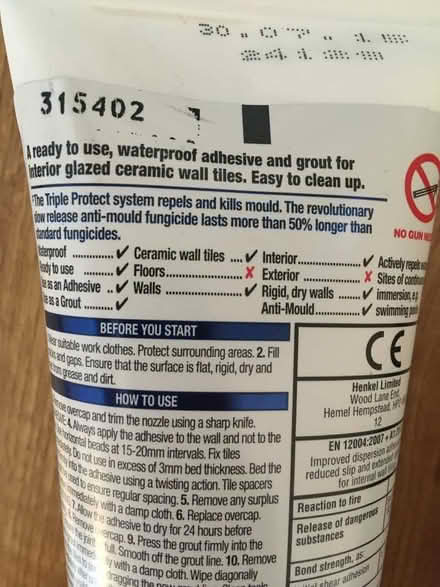 315402
A ready to use, waterproof adhesive and grout for
interior glazed ceramic wall tiles. Easy to clean up.
The Triple Protect system repels and kills mould. The revolutionary
slow release anti-mould fungicide lasts more than 50% longer than
standard fungicides.
NO GUN
Waterproof ............ ✓ Ceramic wall tiles .... ✓ Interior.................. ✓ Actively repels
Ready to use ............ ✓ Floors..................... ✗ Exterior ................ ✗ Sites of
Use as an Adhesive .. ✓ Walls ..................... ✓ Rigid, dry walls ....... ✓ immersion,
Use as a Grout .......... ✓ Anti-Mould.............. ✓ swimming
BEFORE YOU START
suitable work clothes. Protect surrounding areas. 2. Fill
and gaps. Ensure that the surface is flat, rigid, dry and
from grease and dirt.
HOW TO USE
overcap and trim the nozzle using a sharp knife.
4. Always apply the adhesive to the wall and not to the
horizontal beads at 15-20mm intervals. Fix tiles
Do not use in excess of 3mm bed thickness. Bed the
into the adhesive using a twisting action. Tile spacers
to ensure regular spacing. 5. Remove any surplus
immediately with a damp cloth. 6. Replace overcap.
7. Allow the adhesive to dry for 24 hours before
overcap. 9. Press the grout firmly into the
full. Smooth off the grout line. 10. Remove
with a damp cloth. Wipe diagonally
dragging the
CE
Henkel Limited
Wood Lane End,
Hemel Hempstead,
12
EN 12004:2007
Improved dispersion
reduced slip and extended
for internal
Reaction to fire
Release of dangerous
substances
Bond strength, as:
shear adhesion